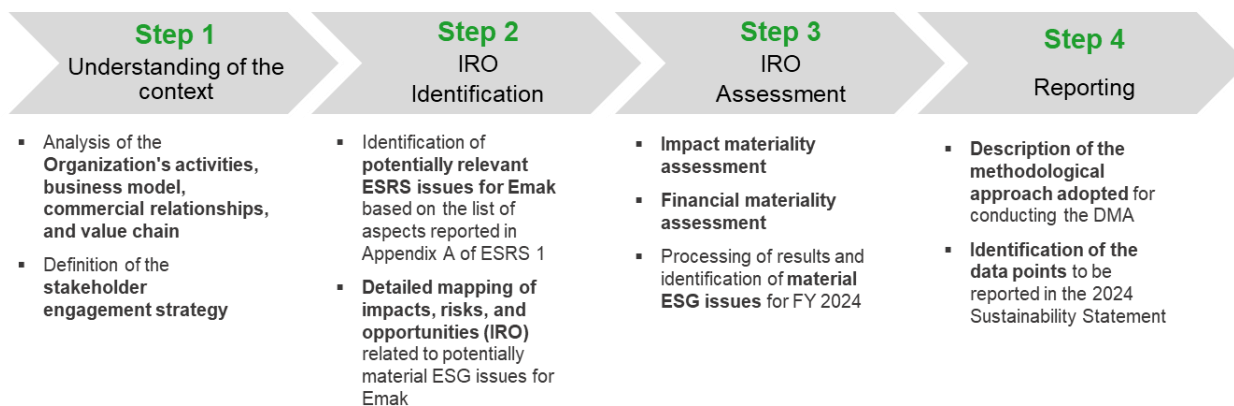 Step 1
Understanding of the
context
▪ Analysis of the
Organization's activities,
business model,
commercial relationships,
and value chain
▪ Definition of the
stakeholder
engagement strategy
Step 2
IRO
Identification
▪ Identification of
potentially relevant
ESRS issues for Emak
based on the list of
aspects reported in
Appendix A of ESRS 1
▪ Detailed mapping of
impacts, risks, and
opportunities (IRO)
related to potentially
material ESG issues for
Emak
Step 3
IRO
Assessment
▪ Impact materiality
assessment
▪ Financial materiality
assessment
▪ Processing of results and
identification of material
ESG issues for FY 2024
Step 4
Reporting
▪ Description of the
methodological
approach adopted for
conducting the DMA
▪ Identification of the
data points to be
reported in the 2024
Sustainability Statement